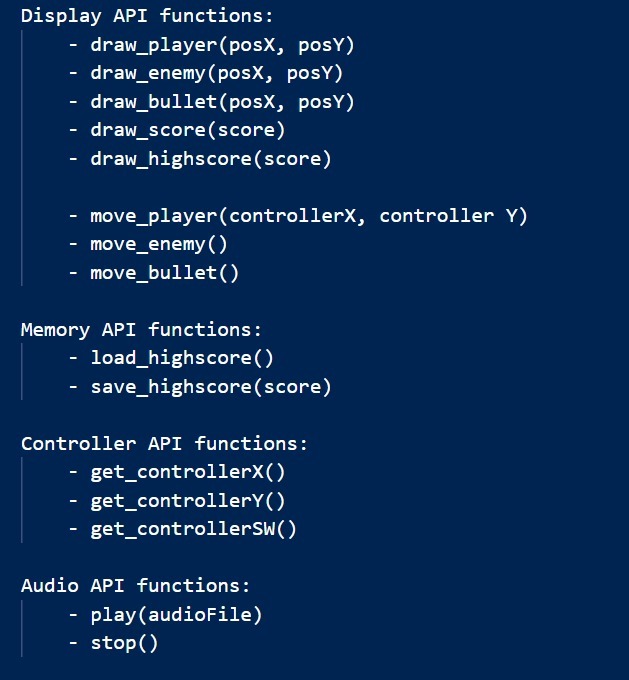 Display API functions:
- draw_player(posX, posY)
- draw_enemy(posX, posY)
- draw_bullet(posX, posY)
- draw_score(score)
- draw_highscore(score)
- move_player(controllerX, controller Y)
- move_enemy()
- move_bullet()
Memory API functions:
- load_highscore()
- save_highscore(score)
Controller API functions:
- get_controllerX()
- get_controllerY()
- get_controllerSW()
Audio API functions:
- play(audioFile)
- stop()